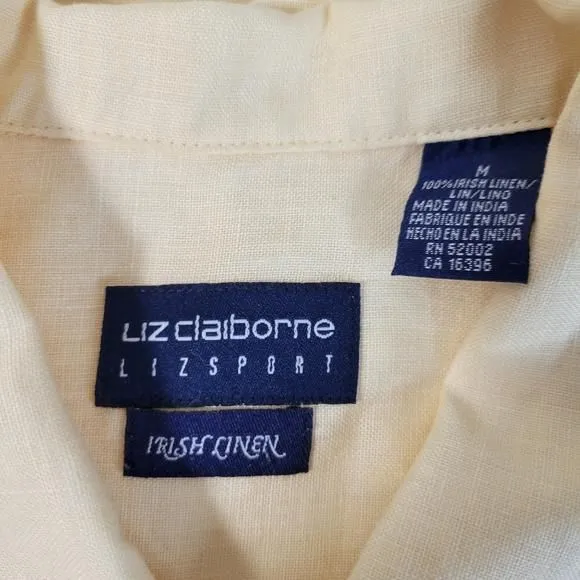 M
100% IRISH LINEN/
LIN/LINO
MADE IN INDIA
FABRIQUE EN INDE
HECHO EN LA INDIA
RN 52002
CA 16396
Liz claiborne
LIZSPORT
IRISH LINEN